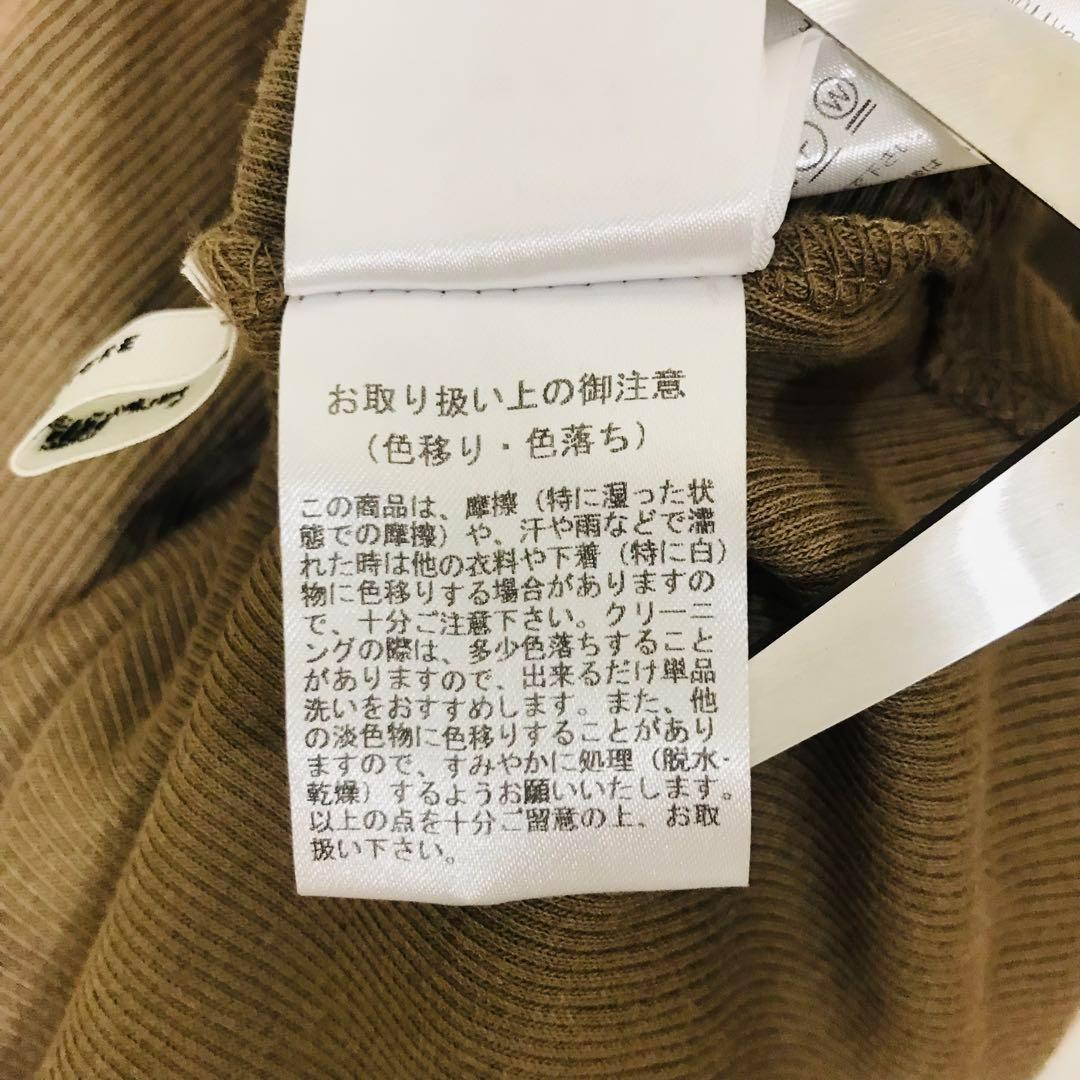 お取り扱い上の御注意
(色移り・色落ち)
この商品は、摩擦(特に湿った状
態での摩擦)や、汗や雨などで濡
れた時は他の衣料や下着(特に白)
物に色移りする場合がありますの
で、十分ご注意下さい。クリーニ
ングの際は、多少色落ちすること
がありますので、出来るだけ単品
洗いをおすすめします。また、他
の淡色物に色移りすることがあり
ますので、すみやかに処理(脱水・
乾燥)するようお願いいたします。
以上の点を十分ご留意の上、お取
扱い下さい。
W